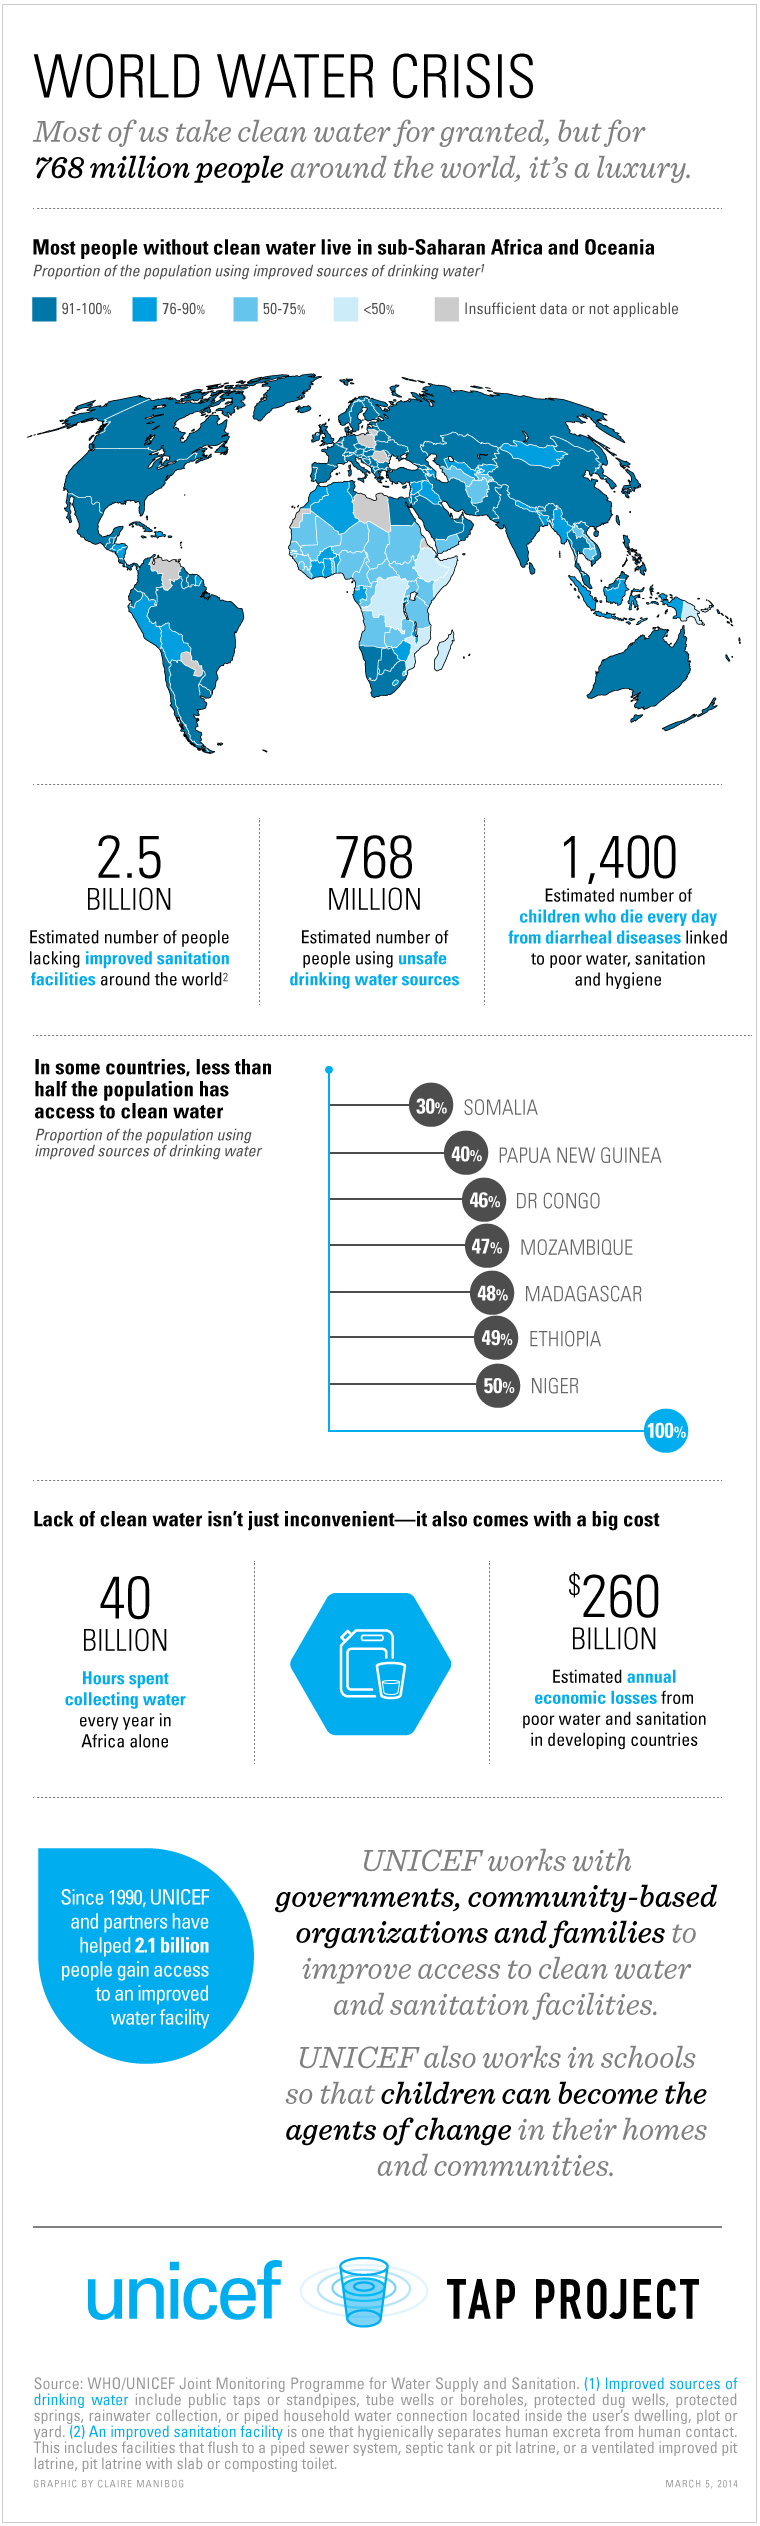 WORLD WATER CRISIS
Most of us take clean water for granted, but for
768 million people around the world, it's a luxury.
Most people without clean water live in sub-Saharan Africa and Oceania
Proportion of the population using improved sources of drinking water¹
91-100% 76-90% 50-75% <50% Insufficient data or not applicable
2.5
BILLION
Estimated number of people
lacking improved sanitation
facilities around the world²
768
MILLION
Estimated number of
people using unsafe
drinking water sources
1,400
Estimated number of
children who die every day
from diarrheal diseases linked
to poor water, sanitation
and hygiene
In some countries, less than
half the population has
access to clean water
Proportion of the population using
improved sources of drinking water
30% SOMALIA
40% PAPUA NEW GUINEA
46% DR CONGO
47% MOZAMBIQUE
48% MADAGASCAR
49% ETHIOPIA
50% NIGER
100%
Lack of clean water isn't just inconvenient—it also comes with a big cost
40
BILLION
Hours spent
collecting water
every year in
Africa alone
$260
BILLION
Estimated annual
economic losses from
poor water and sanitation
in developing countries
Since 1990, UNICEF
and partners have
helped 2.1 billion
people gain access
to an improved
water facility
UNICEF works with
governments, community-based
organizations and families to
improve access to clean water
and sanitation facilities.
UNICEF also works in schools
so that children can become the
agents of change in their homes
and communities.
unicef TAP PROJECT
Source: WHO/UNICEF Joint Monitoring Programme for Water Supply and Sanitation. (1) Improved sources of
drinking water include public taps or standpipes, tube wells or boreholes, protected dug wells, protected
springs, rainwater collection, or piped household water connection located inside the user's dwelling, plot or
yard. (2) An improved sanitation facility is one that hygienically separates human excreta from human contact.
This includes facilities that flush to a piped sewer system, septic tank or pit latrine, or a ventilated improved pit
latrine, pit latrine with slab or composting toilet.
GRAPHIC BY CLAIRE MANIBOG MARCH 5, 2014